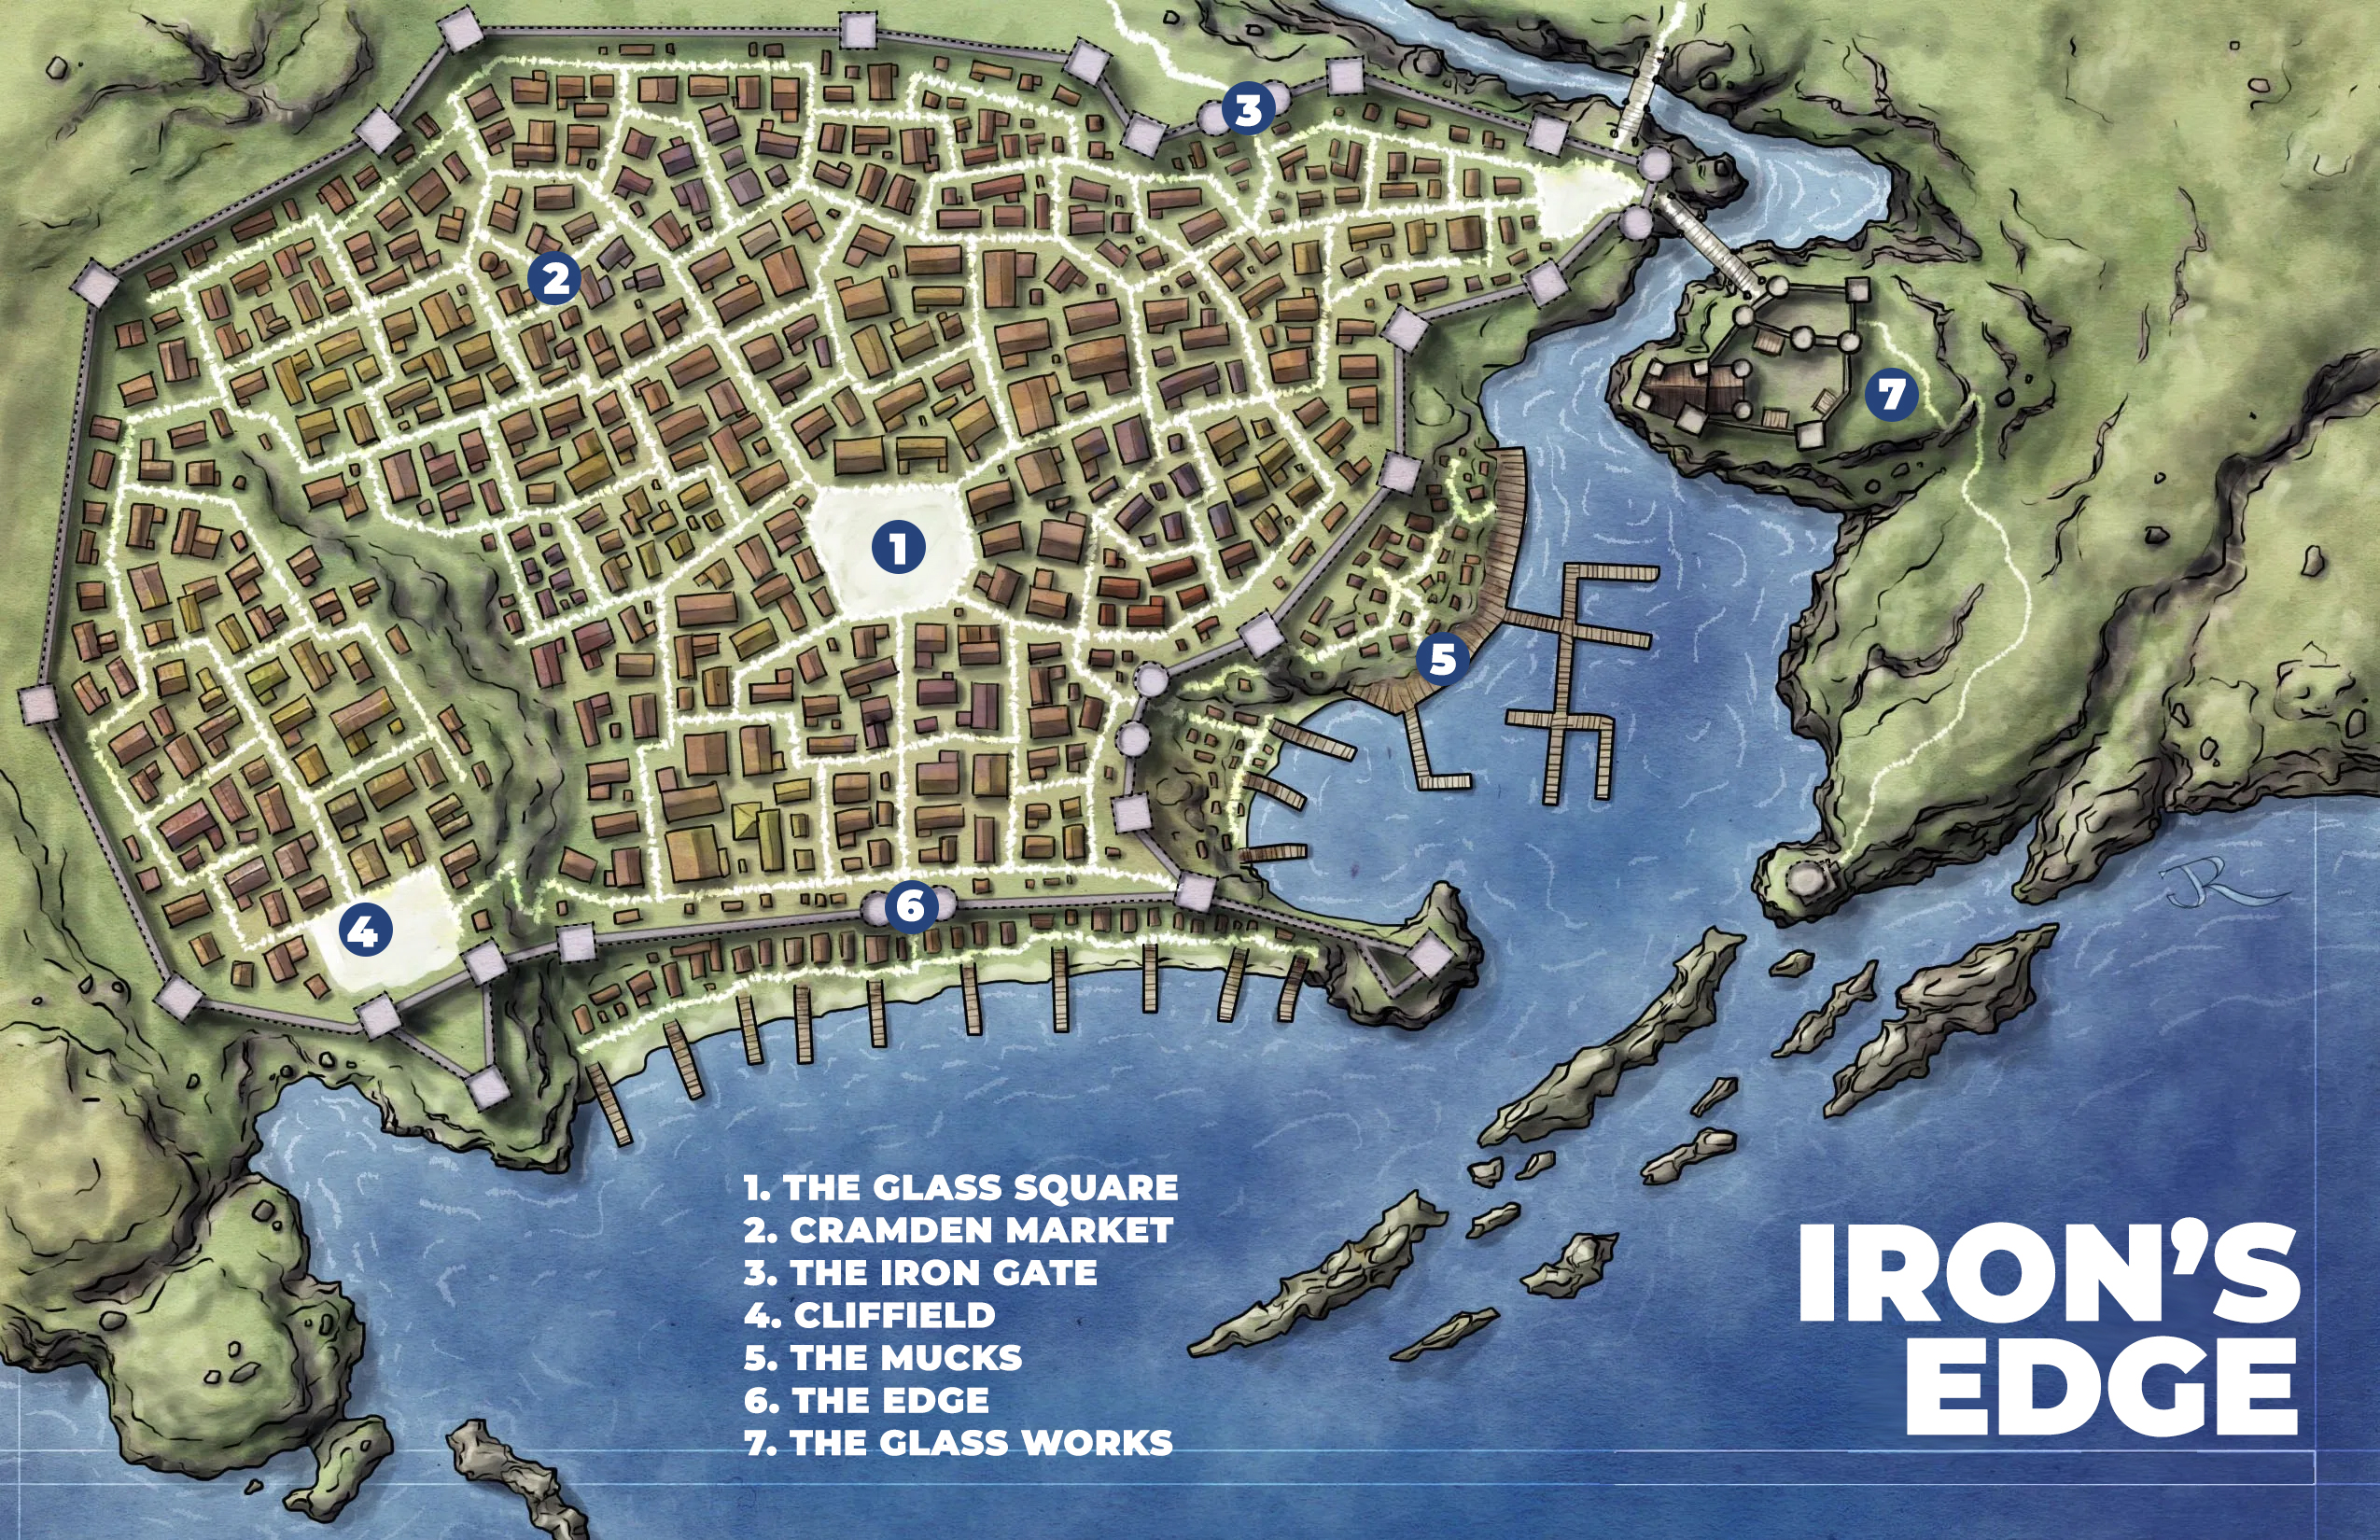 3
2
7
1
5
6
4
1. THE GLASS SQUARE
2. CRAMDEN MARKET
3. THE IRON GATE
4. CLIFFIELD
5. THE MUCKS
6. THE EDGE
7. THE GLASS WORKS
IRON'S
EDGE